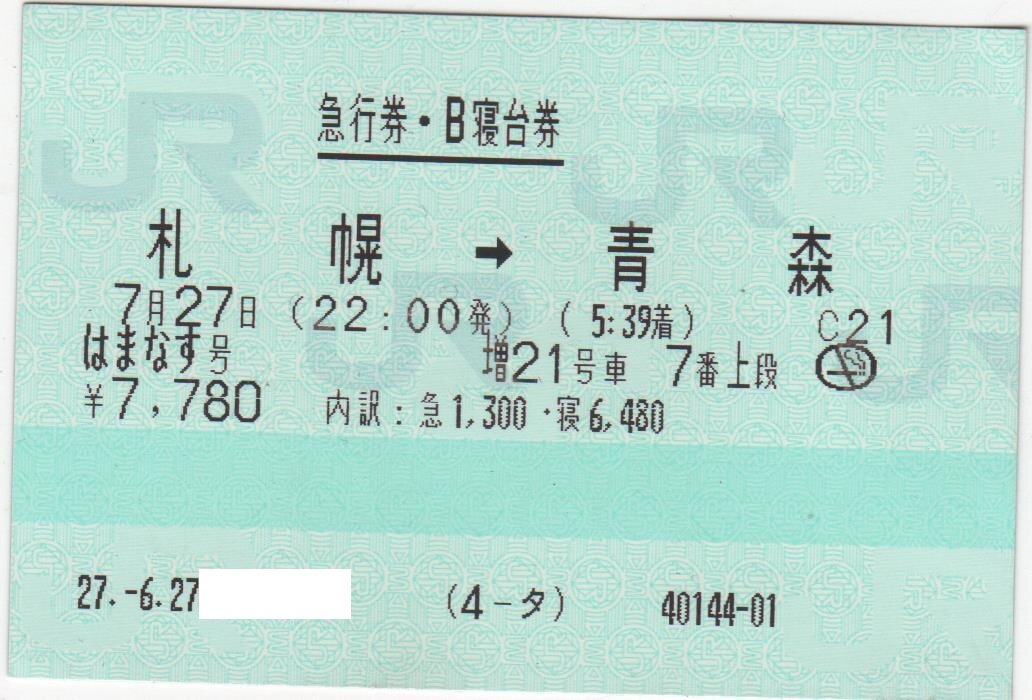 急行券・B寝台券
札幌 → 青森
7月27日 (22:00発) (5:39着) C21
はまなす号 増21号車 7番上段
¥7,780 内訳:急1,300・寝6,480
27.-6.27 (4-タ) 40144-01